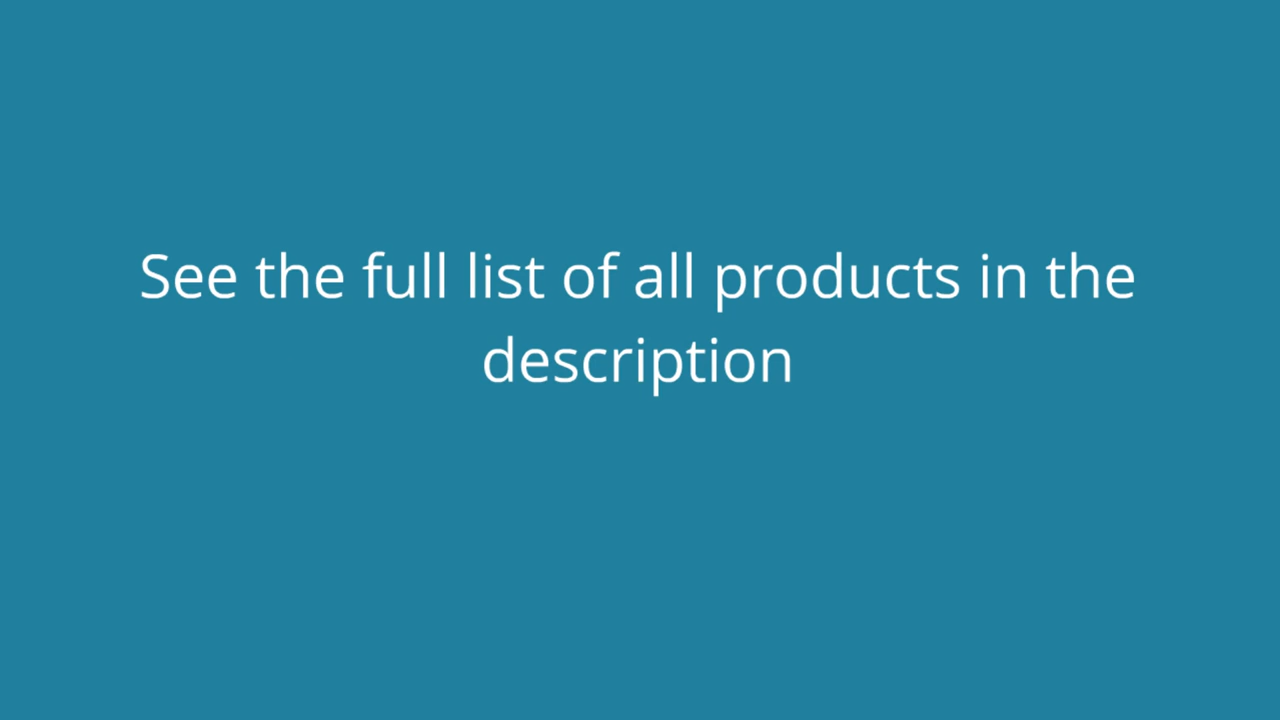 See the full list of all products in the
description